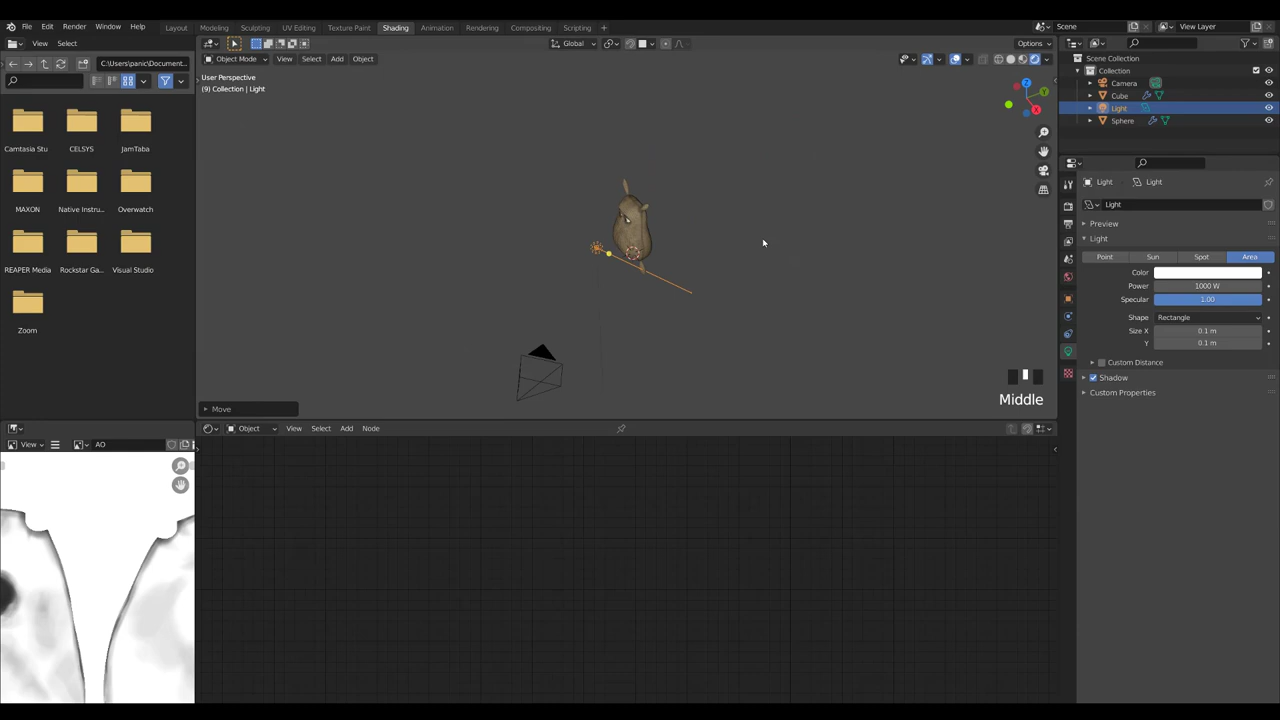 File Edit Render Window Help
Layout Modeling Sculpting UV Editing Texture Paint Shading Animation Rendering Compositing Scripting +
Scene
View Layer
View Select
Global
Options
C:\Users\panic\Document...
Object Mode View Select Add Object
User Perspective
(9) Collection | Light
Z
Y
X
Camtasia Stu CELSYS JamTaba
MAXON Native Instru... Overwatch
REAPER Media Rockstar Ga... Visual Studio
Zoom
Move
Middle
View AO
Object View Select Add Node
Scene Collection
Collection
Camera
Cube
Light
Sphere
Light Light
Light
Preview
Light
Point Sun Spot Area
Color
Power 1000 W
Specular 1.00
Shape Rectangle
Size X 0.1 m
Y 0.1 m
Custom Distance
Shadow
Custom Properties